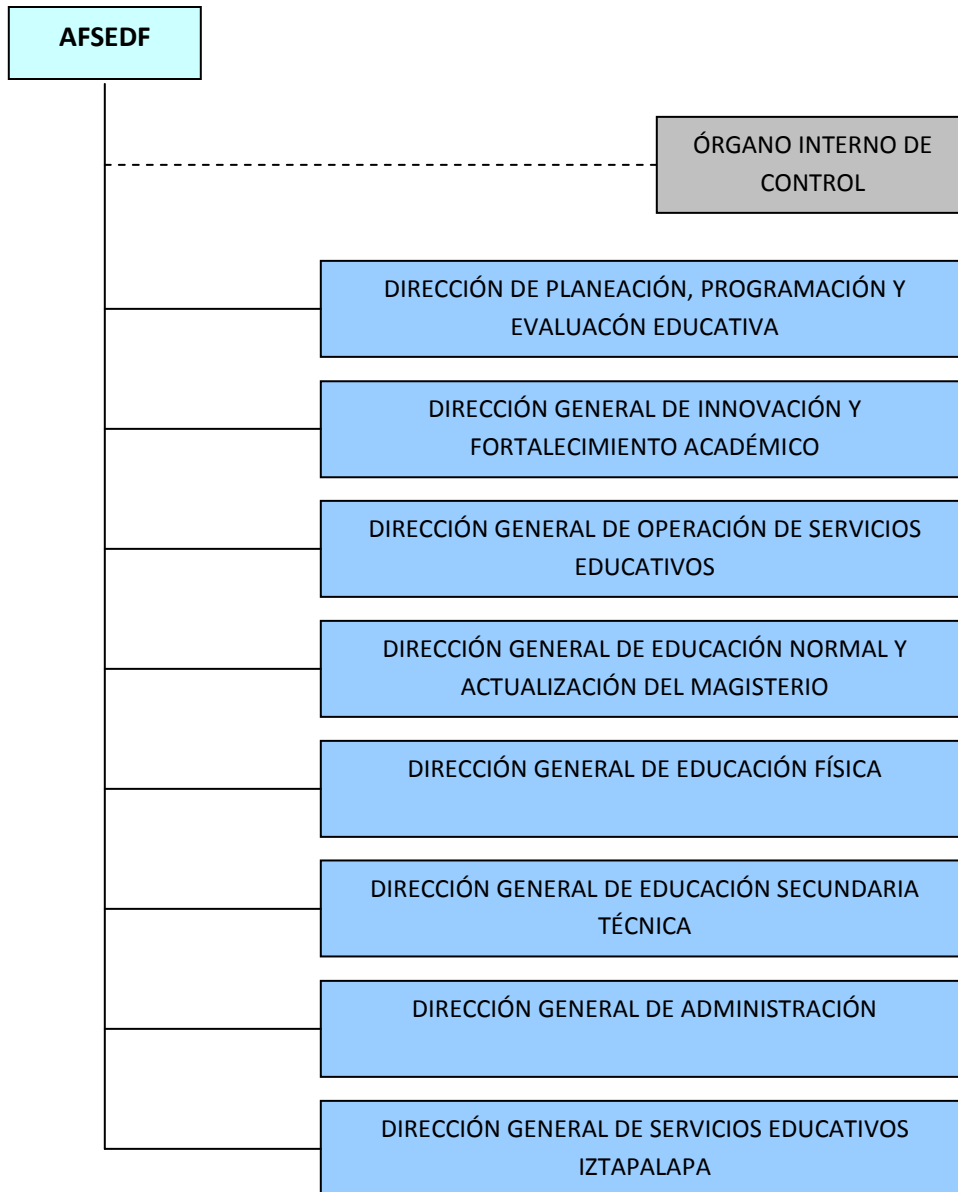 AFSEDF
ÓRGANO INTERNO DE
CONTROL
DIRECCIÓN DE PLANEACIÓN, PROGRAMACIÓN Y
EVALUACÓN EDUCATIVA
DIRECCIÓN GENERAL DE INNOVACIÓN Y
FORTALECIMIENTO ACADÉMICO
DIRECCIÓN GENERAL DE OPERACIÓN DE SERVICIOS
EDUCATIVOS
DIRECCIÓN GENERAL DE EDUCACIÓN NORMAL Y
ACTUALIZACIÓN DEL MAGISTERIO
DIRECCIÓN GENERAL DE EDUCACIÓN FÍSICA
DIRECCIÓN GENERAL DE EDUCACIÓN SECUNDARIA
TÉCNICA
DIRECCIÓN GENERAL DE ADMINISTRACIÓN
DIRECCIÓN GENERAL DE SERVICIOS EDUCATIVOS
IZTAPALAPA